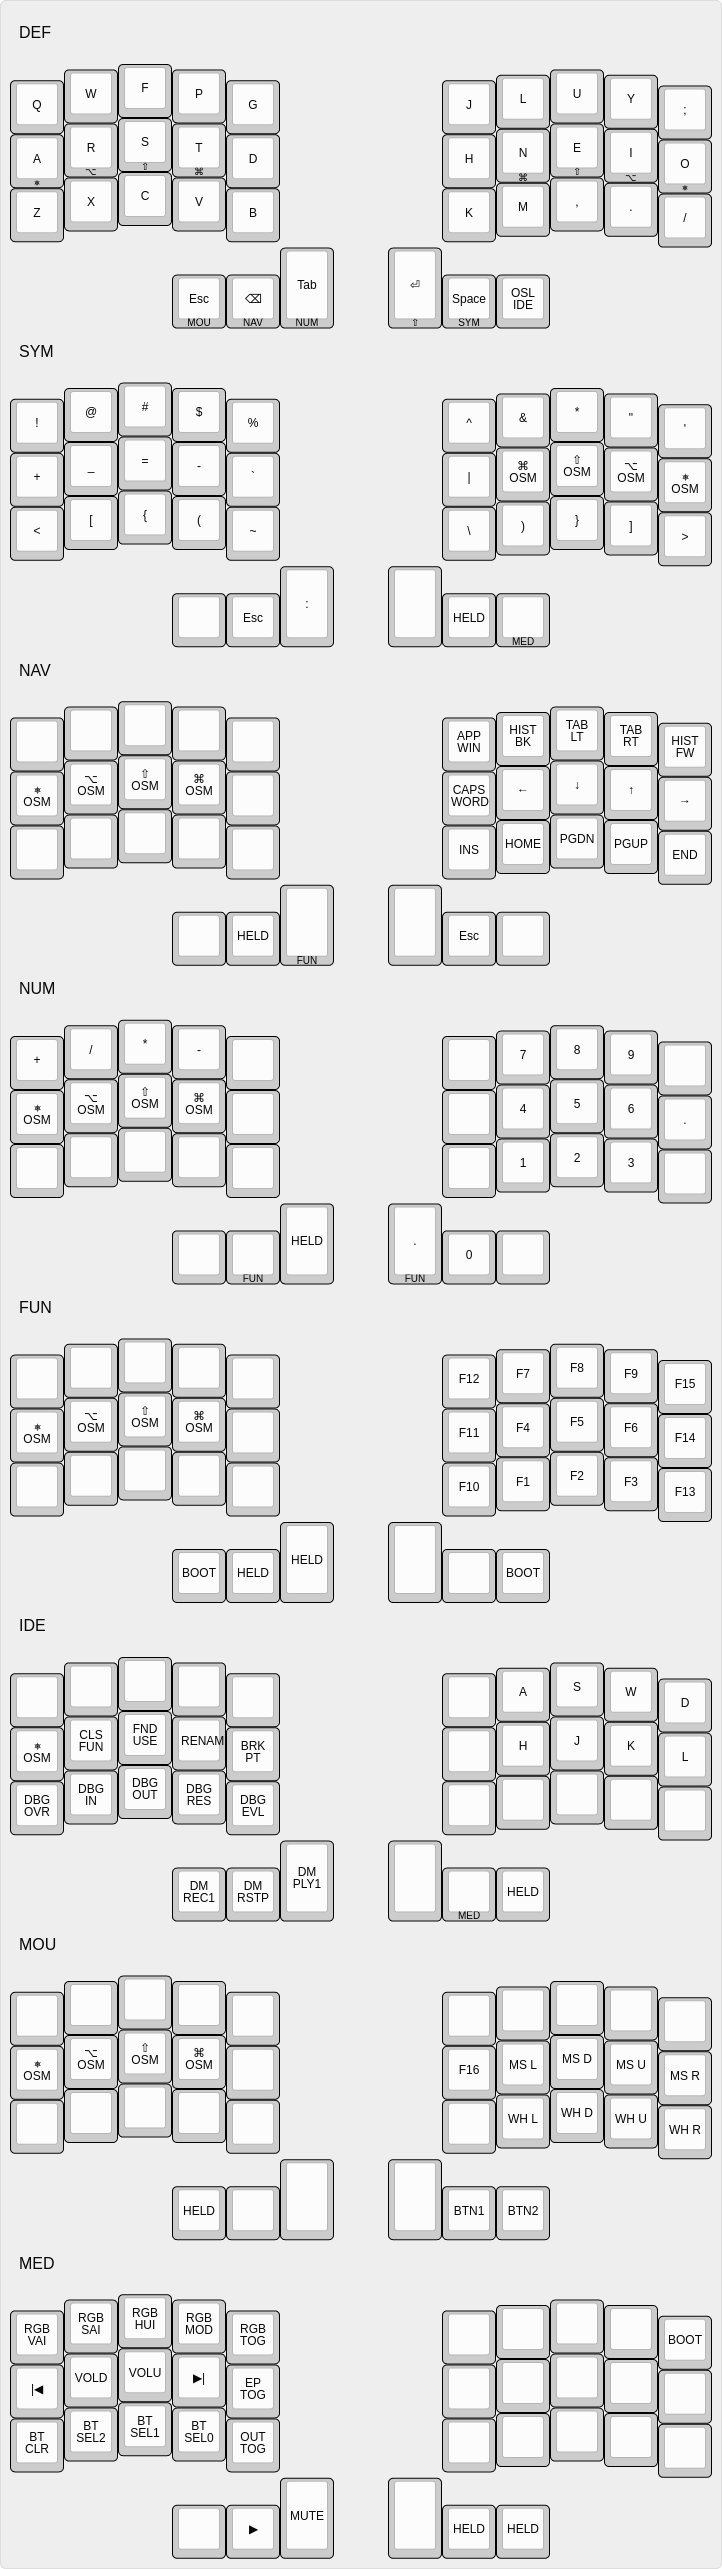 DEF
Q W F P G J L U Y ;
A R S T D H N E I O
⎈ ⌥ ⇧ ⌘ ⌘ ⇧ ⌥ ⎈
Z X C V B K M , . /
Esc ⌫ Tab ⏎ Space OSL
IDE
MOU NAV NUM ⇧ SYM
SYM
! @ # $ % ^ & * " '
+ _ = - ` | ⌘ ⇧ ⌥ ⎈
OSM OSM OSM OSM
< [ { ( ~ \ ) } ] >
Esc : HELD
MED
NAV
APP HIST TAB TAB HIST
WIN BK LT RT FW
⎈ ⌥ ⇧ ⌘ CAPS ← ↓ ↑ →
OSM OSM OSM OSM WORD
INS HOME PGDN PGUP END
HELD Esc
FUN
NUM
+ / * - 7 8 9
⎈ ⌥ ⇧ ⌘ 4 5 6 .
OSM OSM OSM OSM
1 2 3
HELD . 0
FUN FUN
FUN
F12 F7 F8 F9 F15
⎈ ⌥ ⇧ ⌘ F11 F4 F5 F6 F14
OSM OSM OSM OSM
F10 F1 F2 F3 F13
BOOT HELD HELD BOOT
IDE
A S W D
⎈ CLS FND RENAM BRK H J K L
OSM FUN USE PT
DBG DBG DBG DBG DBG
OVR IN OUT RES EVL
DM DM DM HELD
REC1 RSTP PLY1
MED
MOU
⎈ ⌥ ⇧ ⌘ F16 MS L MS D MS U MS R
OSM OSM OSM OSM
WH L WH D WH U WH R
HELD BTN1 BTN2
MED
RGB RGB RGB RGB RGB BOOT
VAI SAI HUI MOD TOG
|◀ VOLD VOLU ▶| EP
TOG
BT BT BT BT OUT
CLR SEL2 SEL1 SEL0 TOG
▶ MUTE HELD HELD